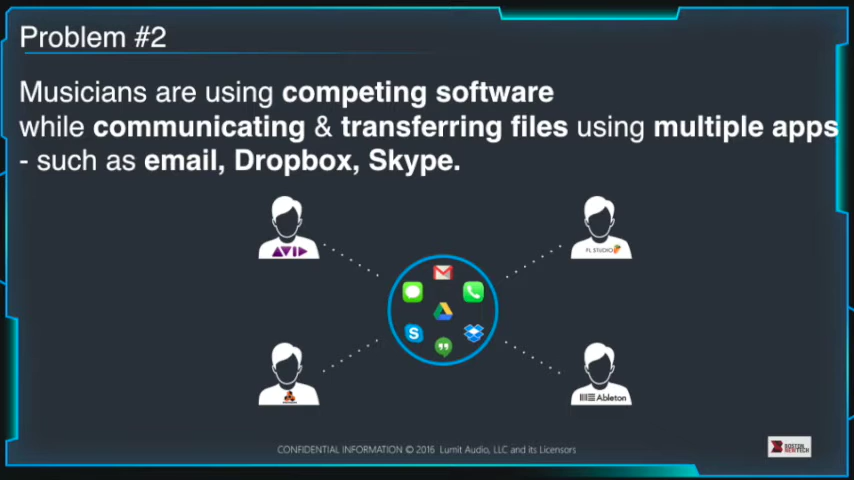 Problem #2
Musicians are using competing software
while communicating & transferring files using multiple apps
- such as email, Dropbox, Skype.
AVID
FL STUDIO
Ableton
CONFIDENTIAL INFORMATION © 2016 Lumit Audio, LLC and its Licensors
BOSTON
NEWTECH